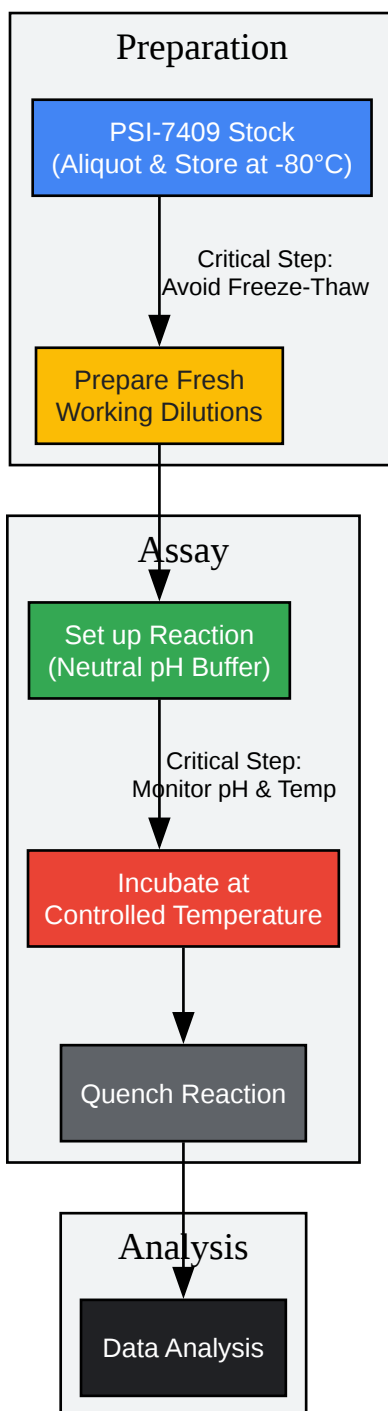 Preparation
PSI-7409 Stock
(Aliquot & Store at -80°C)
Critical Step:
Avoid Freeze-Thaw
Prepare Fresh
Working Dilutions
Assay
Set up Reaction
(Neutral pH Buffer)
Critical Step:
Monitor pH & Temp
Incubate at
Controlled Temperature
Quench Reaction
Analysis
Data Analysis